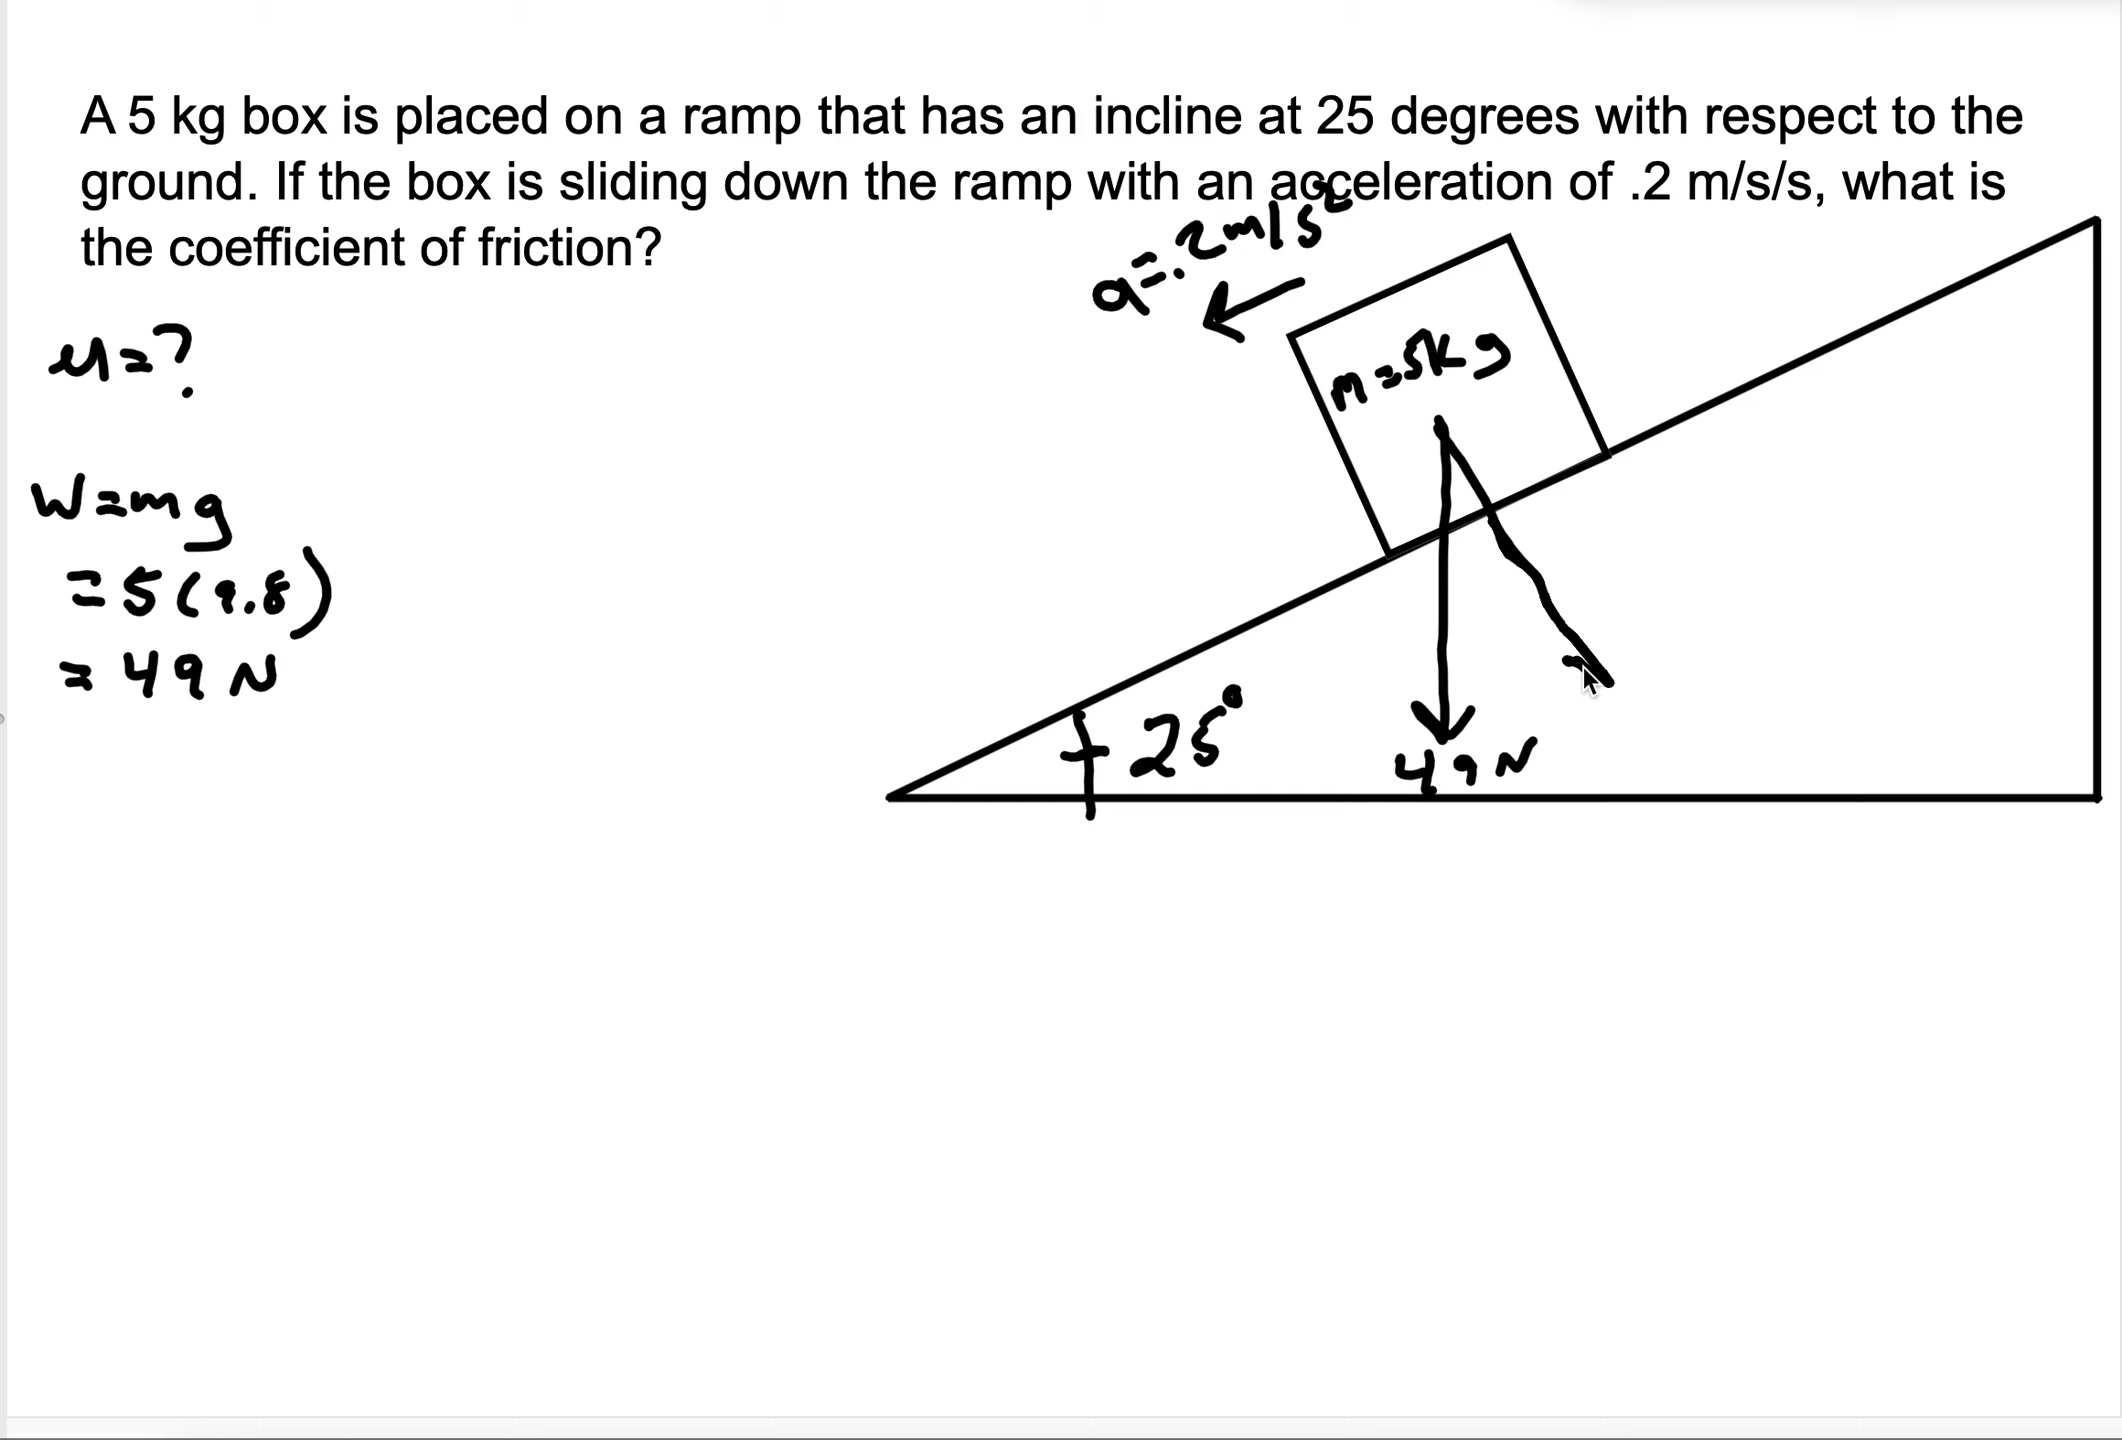 A 5 kg box is placed on a ramp that has an incline at 25 degrees with respect to the
ground. If the box is sliding down the ramp with an acceleration of .2 m/s/s, what is
the coefficient of friction?
a=.2m/s²
μ=?
m=5kg
W=mg
=5(9.8)
=49N
25°
49N